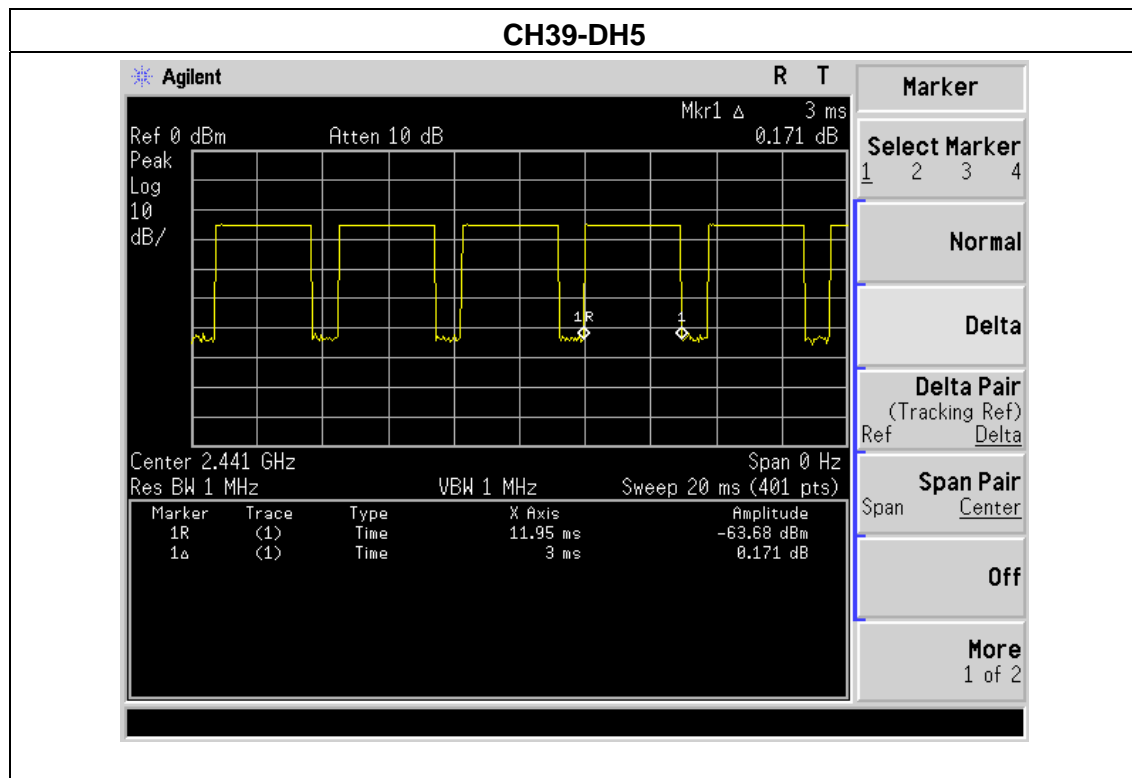 CH39-DH5
Agilent R T
Mkr1 Δ 3 ms
Ref 0 dBm Atten 10 dB 0.171 dB
Peak
Log
10
dB/
1R 1
Center 2.441 GHz Span 0 Hz
Res BW 1 MHz VBW 1 MHz Sweep 20 ms (401 pts)
Marker Trace Type X Axis Amplitude
1R (1) Time 11.95 ms -63.68 dBm
1Δ (1) Time 3 ms 0.171 dB
Marker
Select Marker
1 2 3 4
Normal
Delta
Delta Pair
(Tracking Ref)
Ref Delta
Span Pair
Span Center
Off
More
1 of 2